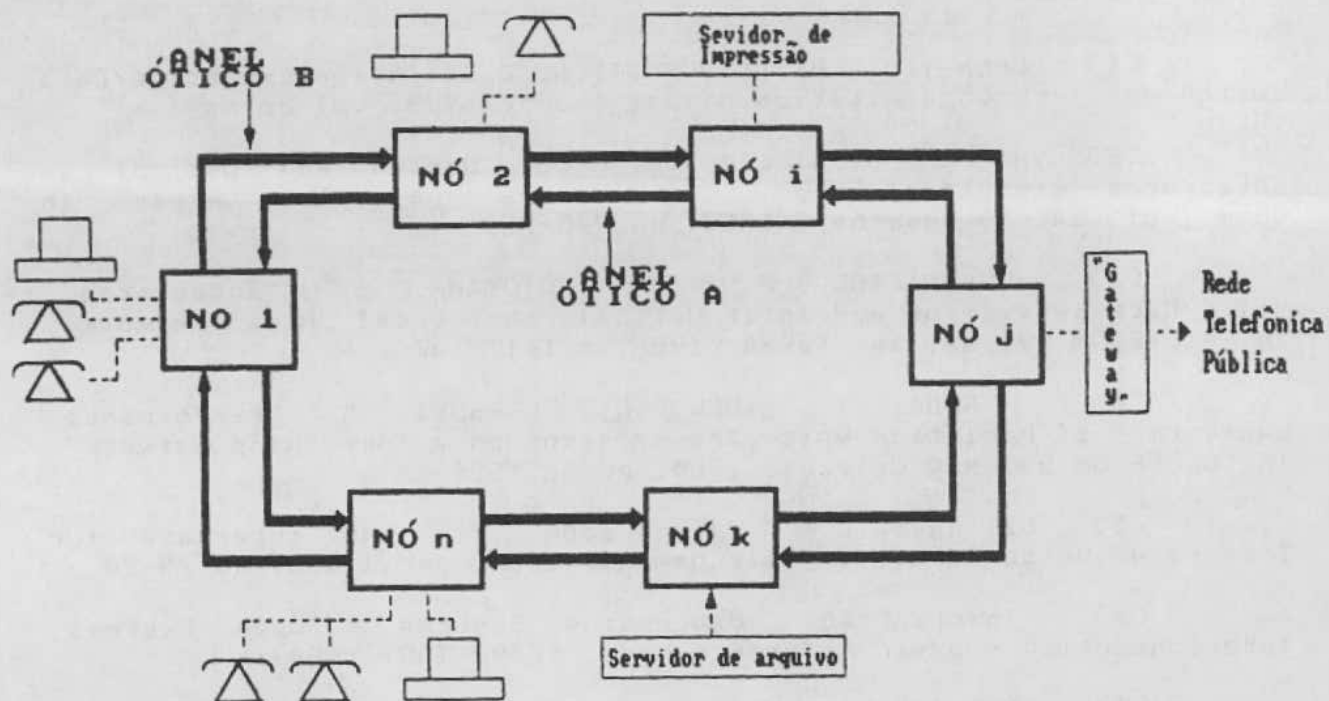 ANEL
ÓTICO B
Sevidor de
Impressão
NÓ 2
NÓ i
ANEL
ÓTICO A
NO 1
NÓ j
"Gateway"
Rede
Telefônica
Pública
NÓ n
NÓ k
Servidor de arquivo